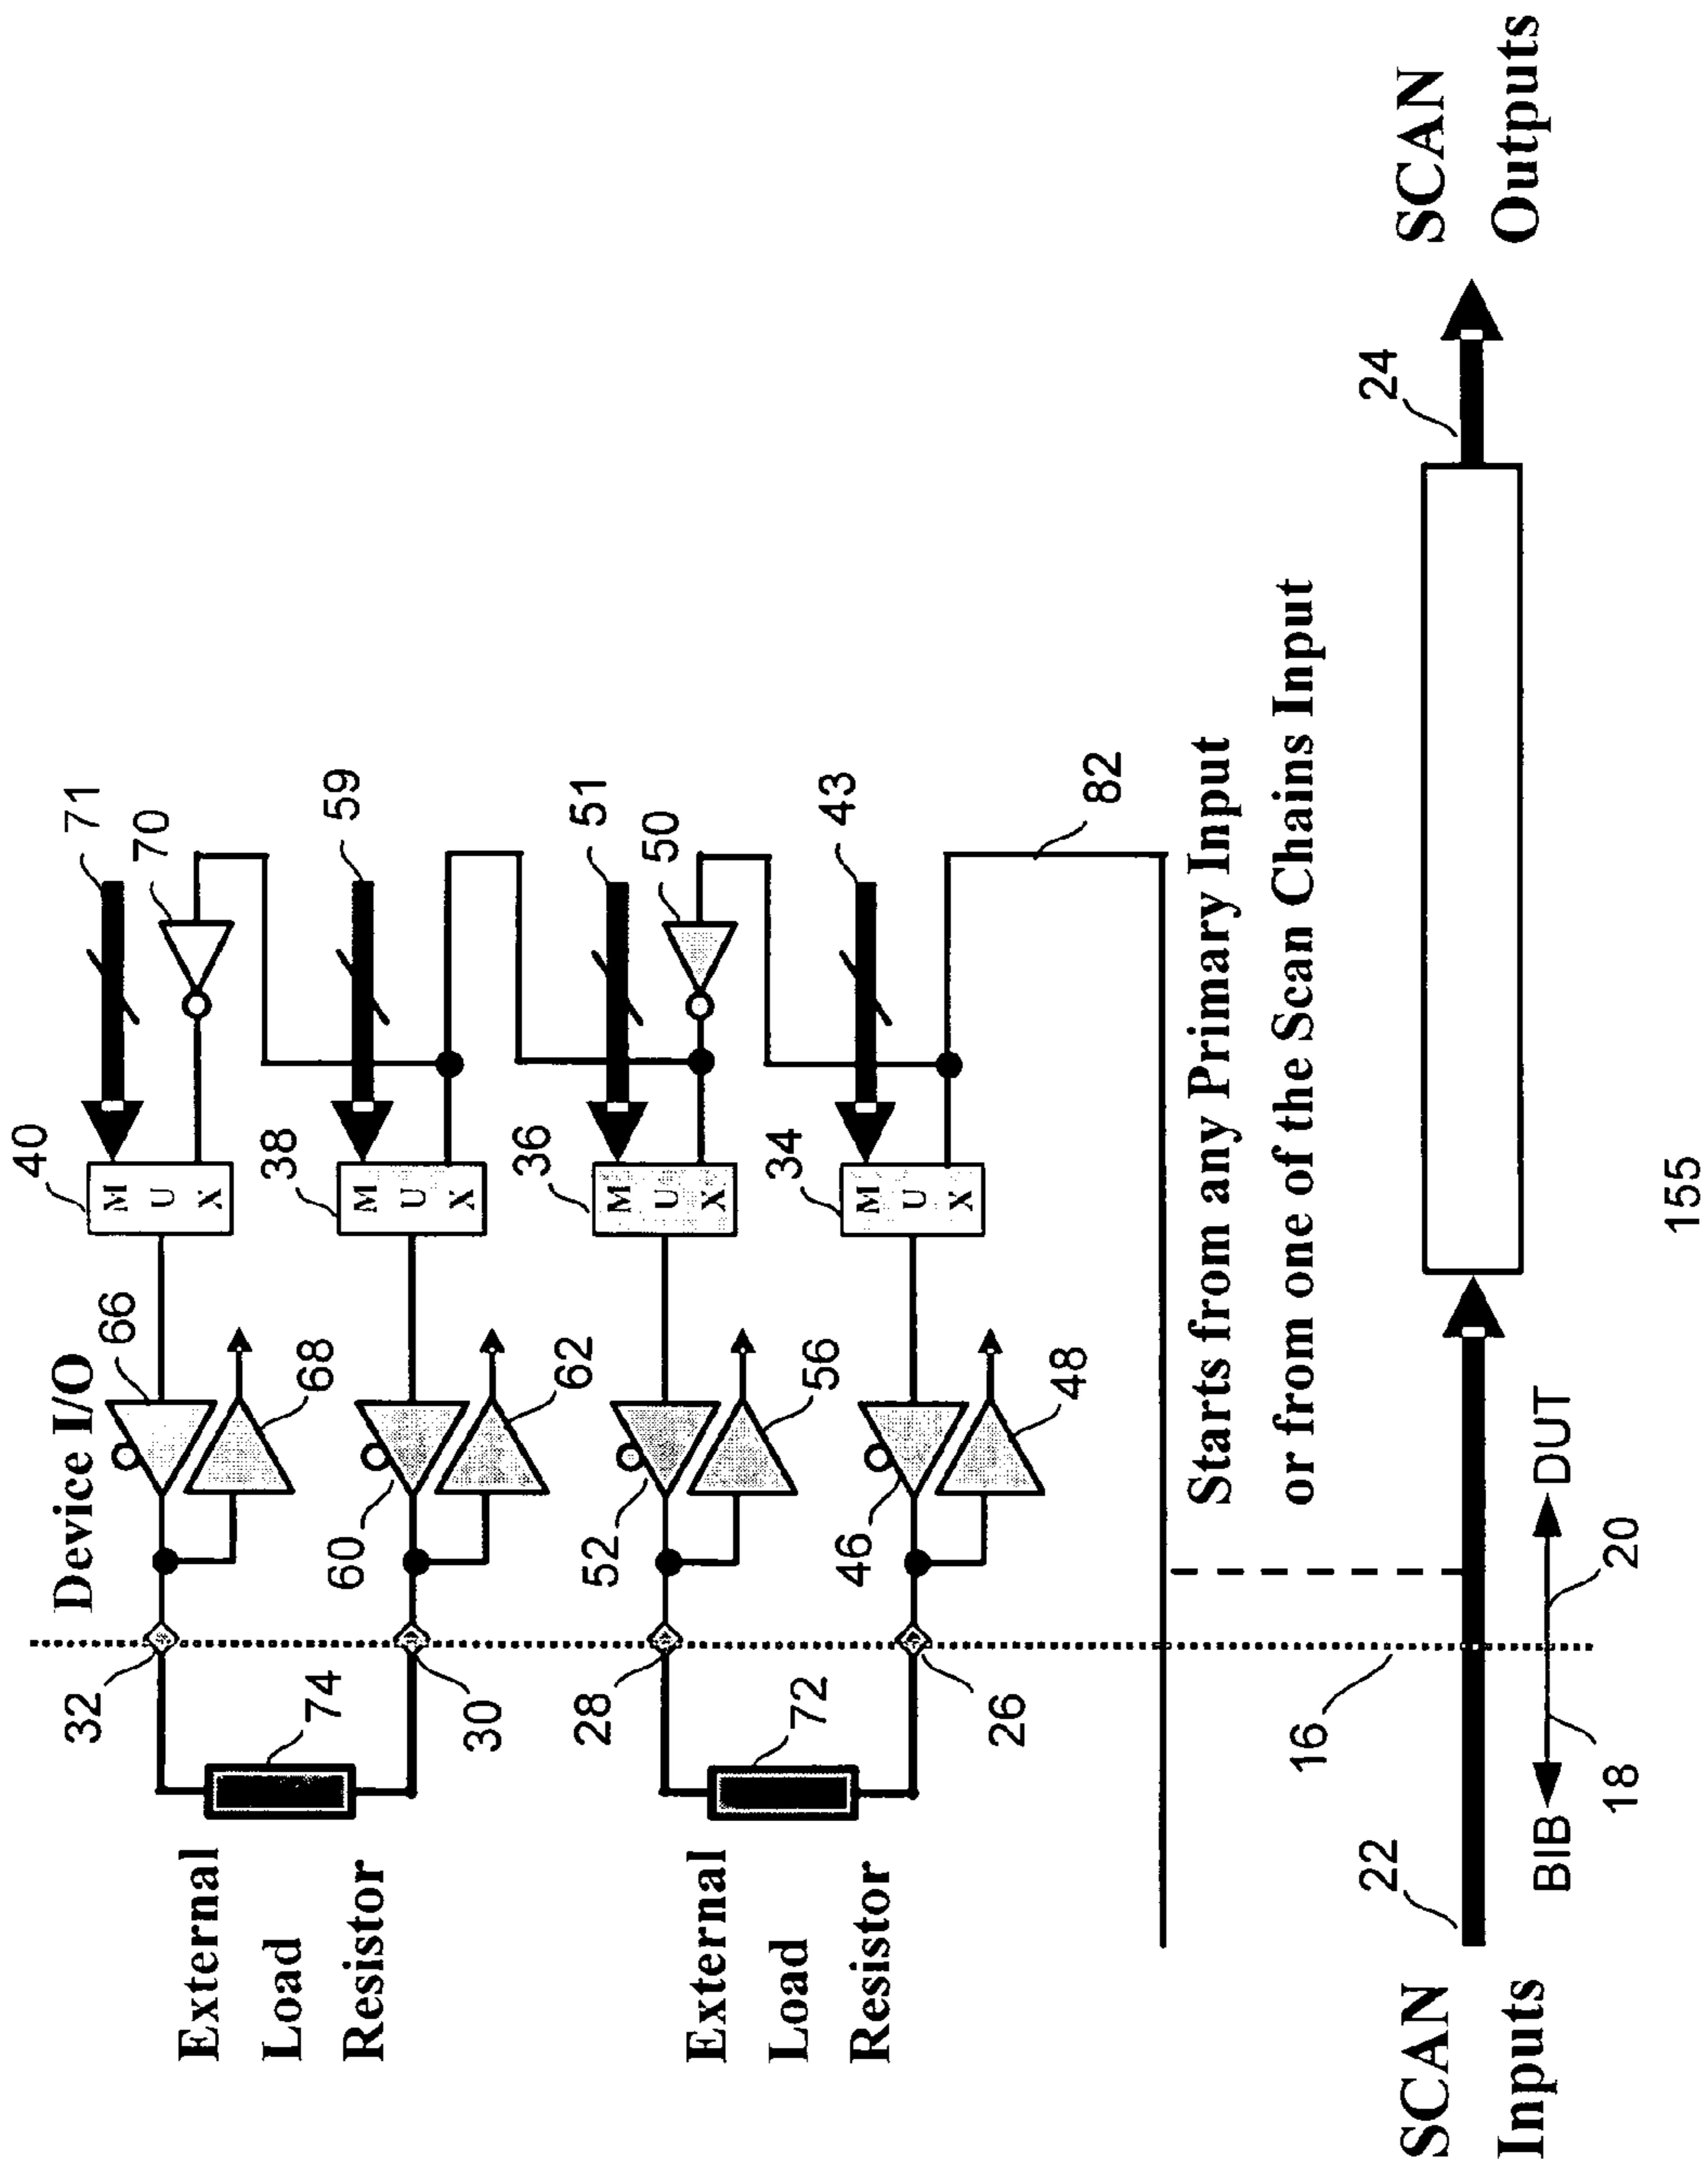 Device I/O
External
Load
Resistor
External
Load
Resistor
32
74
30
28
72
26
66
68
60
62
52
56
46
48
40
M
U
X
38
M
U
X
36
M
U
X
34
M
U
X
71
70
59
51
50
43
82
Starts from any Primary Input
or from one of the Scan Chains Input
SCAN
Inputs
22
16
BIB
DUT
18
20
24
SCAN
Outputs
155